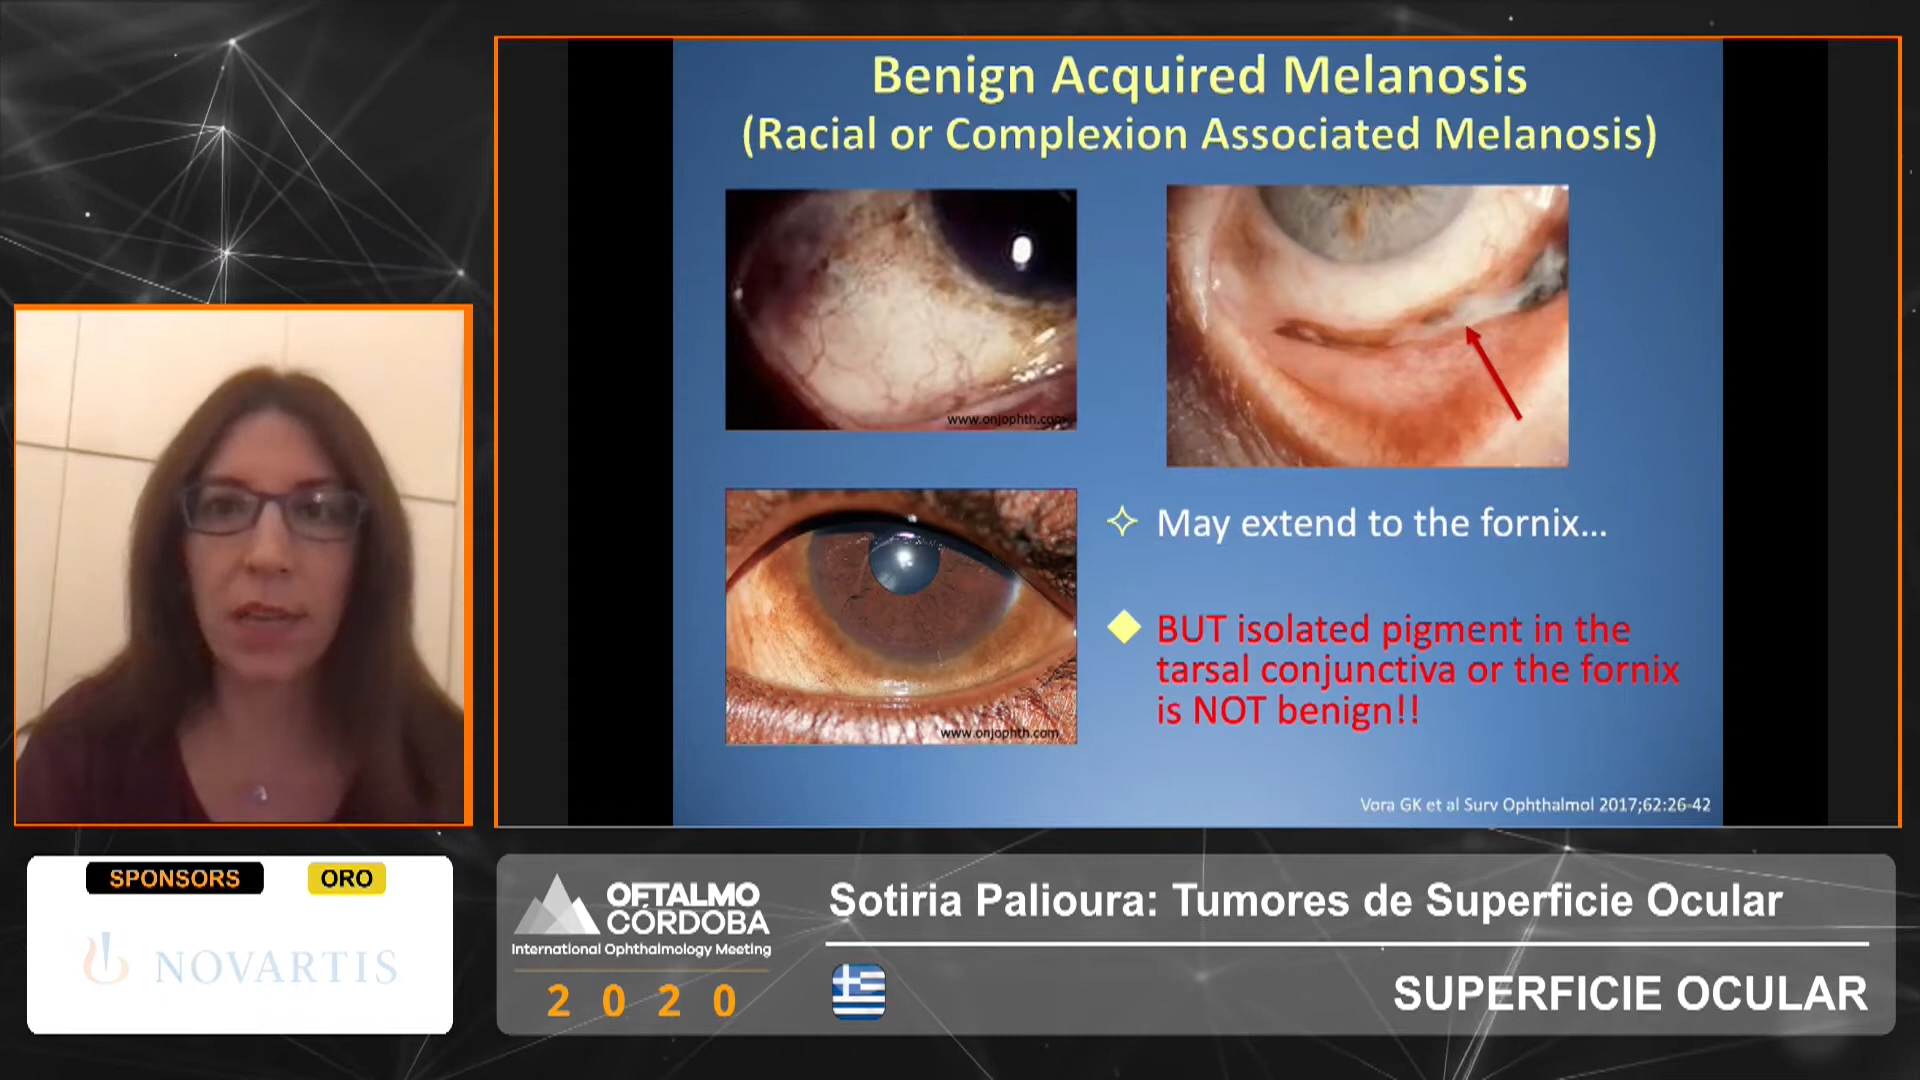 Benign Acquired Melanosis
(Racial or Complexion Associated Melanosis)
www.onjophth.com
www.onjophth.com
✧ May extend to the fornix...
◆ BUT isolated pigment in the
tarsal conjunctiva or the fornix
is NOT benign!!
Vora GK et al Surv Ophthalmol 2017;62:26-42
SPONSORS
ORO
NOVARTIS
OFTALMO
CÓRDOBA
International Ophthalmology Meeting
2020
Sotiria Palioura: Tumores de Superficie Ocular
SUPERFICIE OCULAR